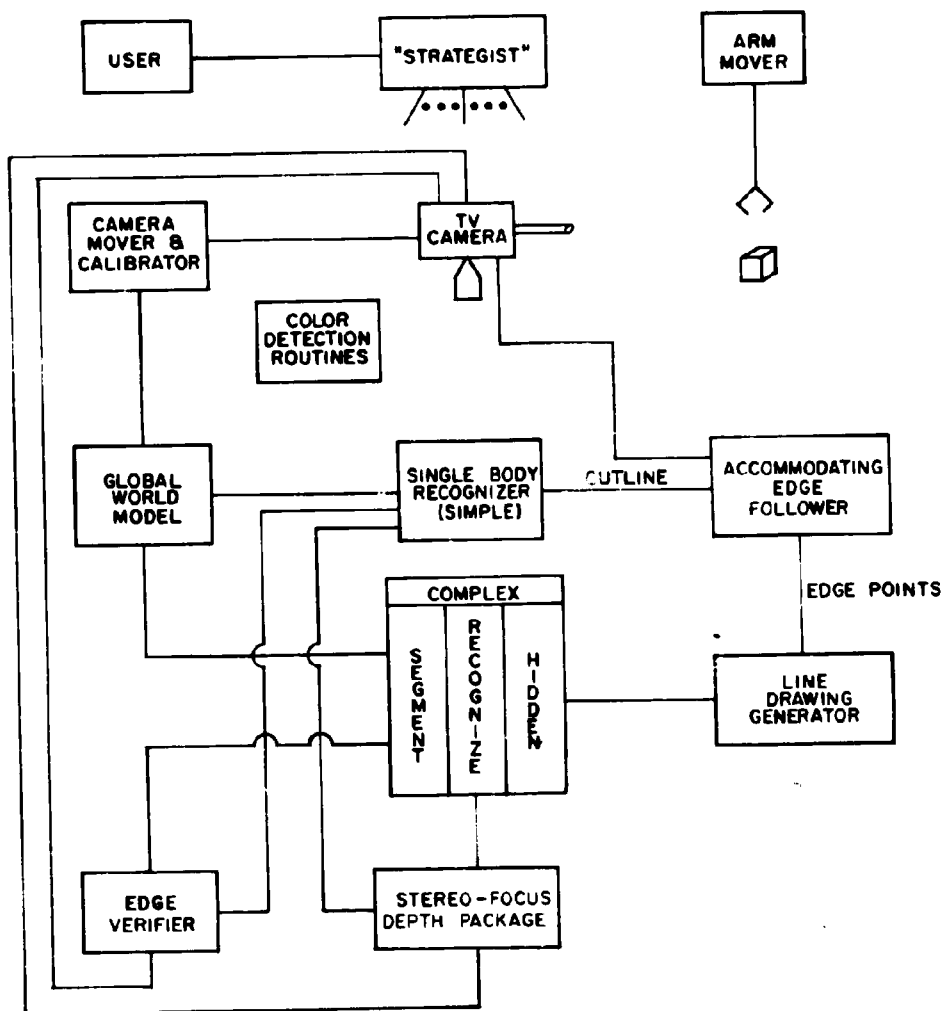 USER
"STRATEGIST"
ARM
MOVER
CAMERA
MOVER &
CALIBRATOR
TV
CAMERA
COLOR
DETECTION
ROUTINES
GLOBAL
WORLD
MODEL
SINGLE BODY
RECOGNIZER
(SIMPLE)
OUTLINE
ACCOMMODATING
EDGE
FOLLOWER
EDGE POINTS
COMPLEX
SEGMENT
RECOGNIZE
HIDDEN
LINE
DRAWING
GENERATOR
EDGE
VERIFIER
STEREO-FOCUS
DEPTH PACKAGE